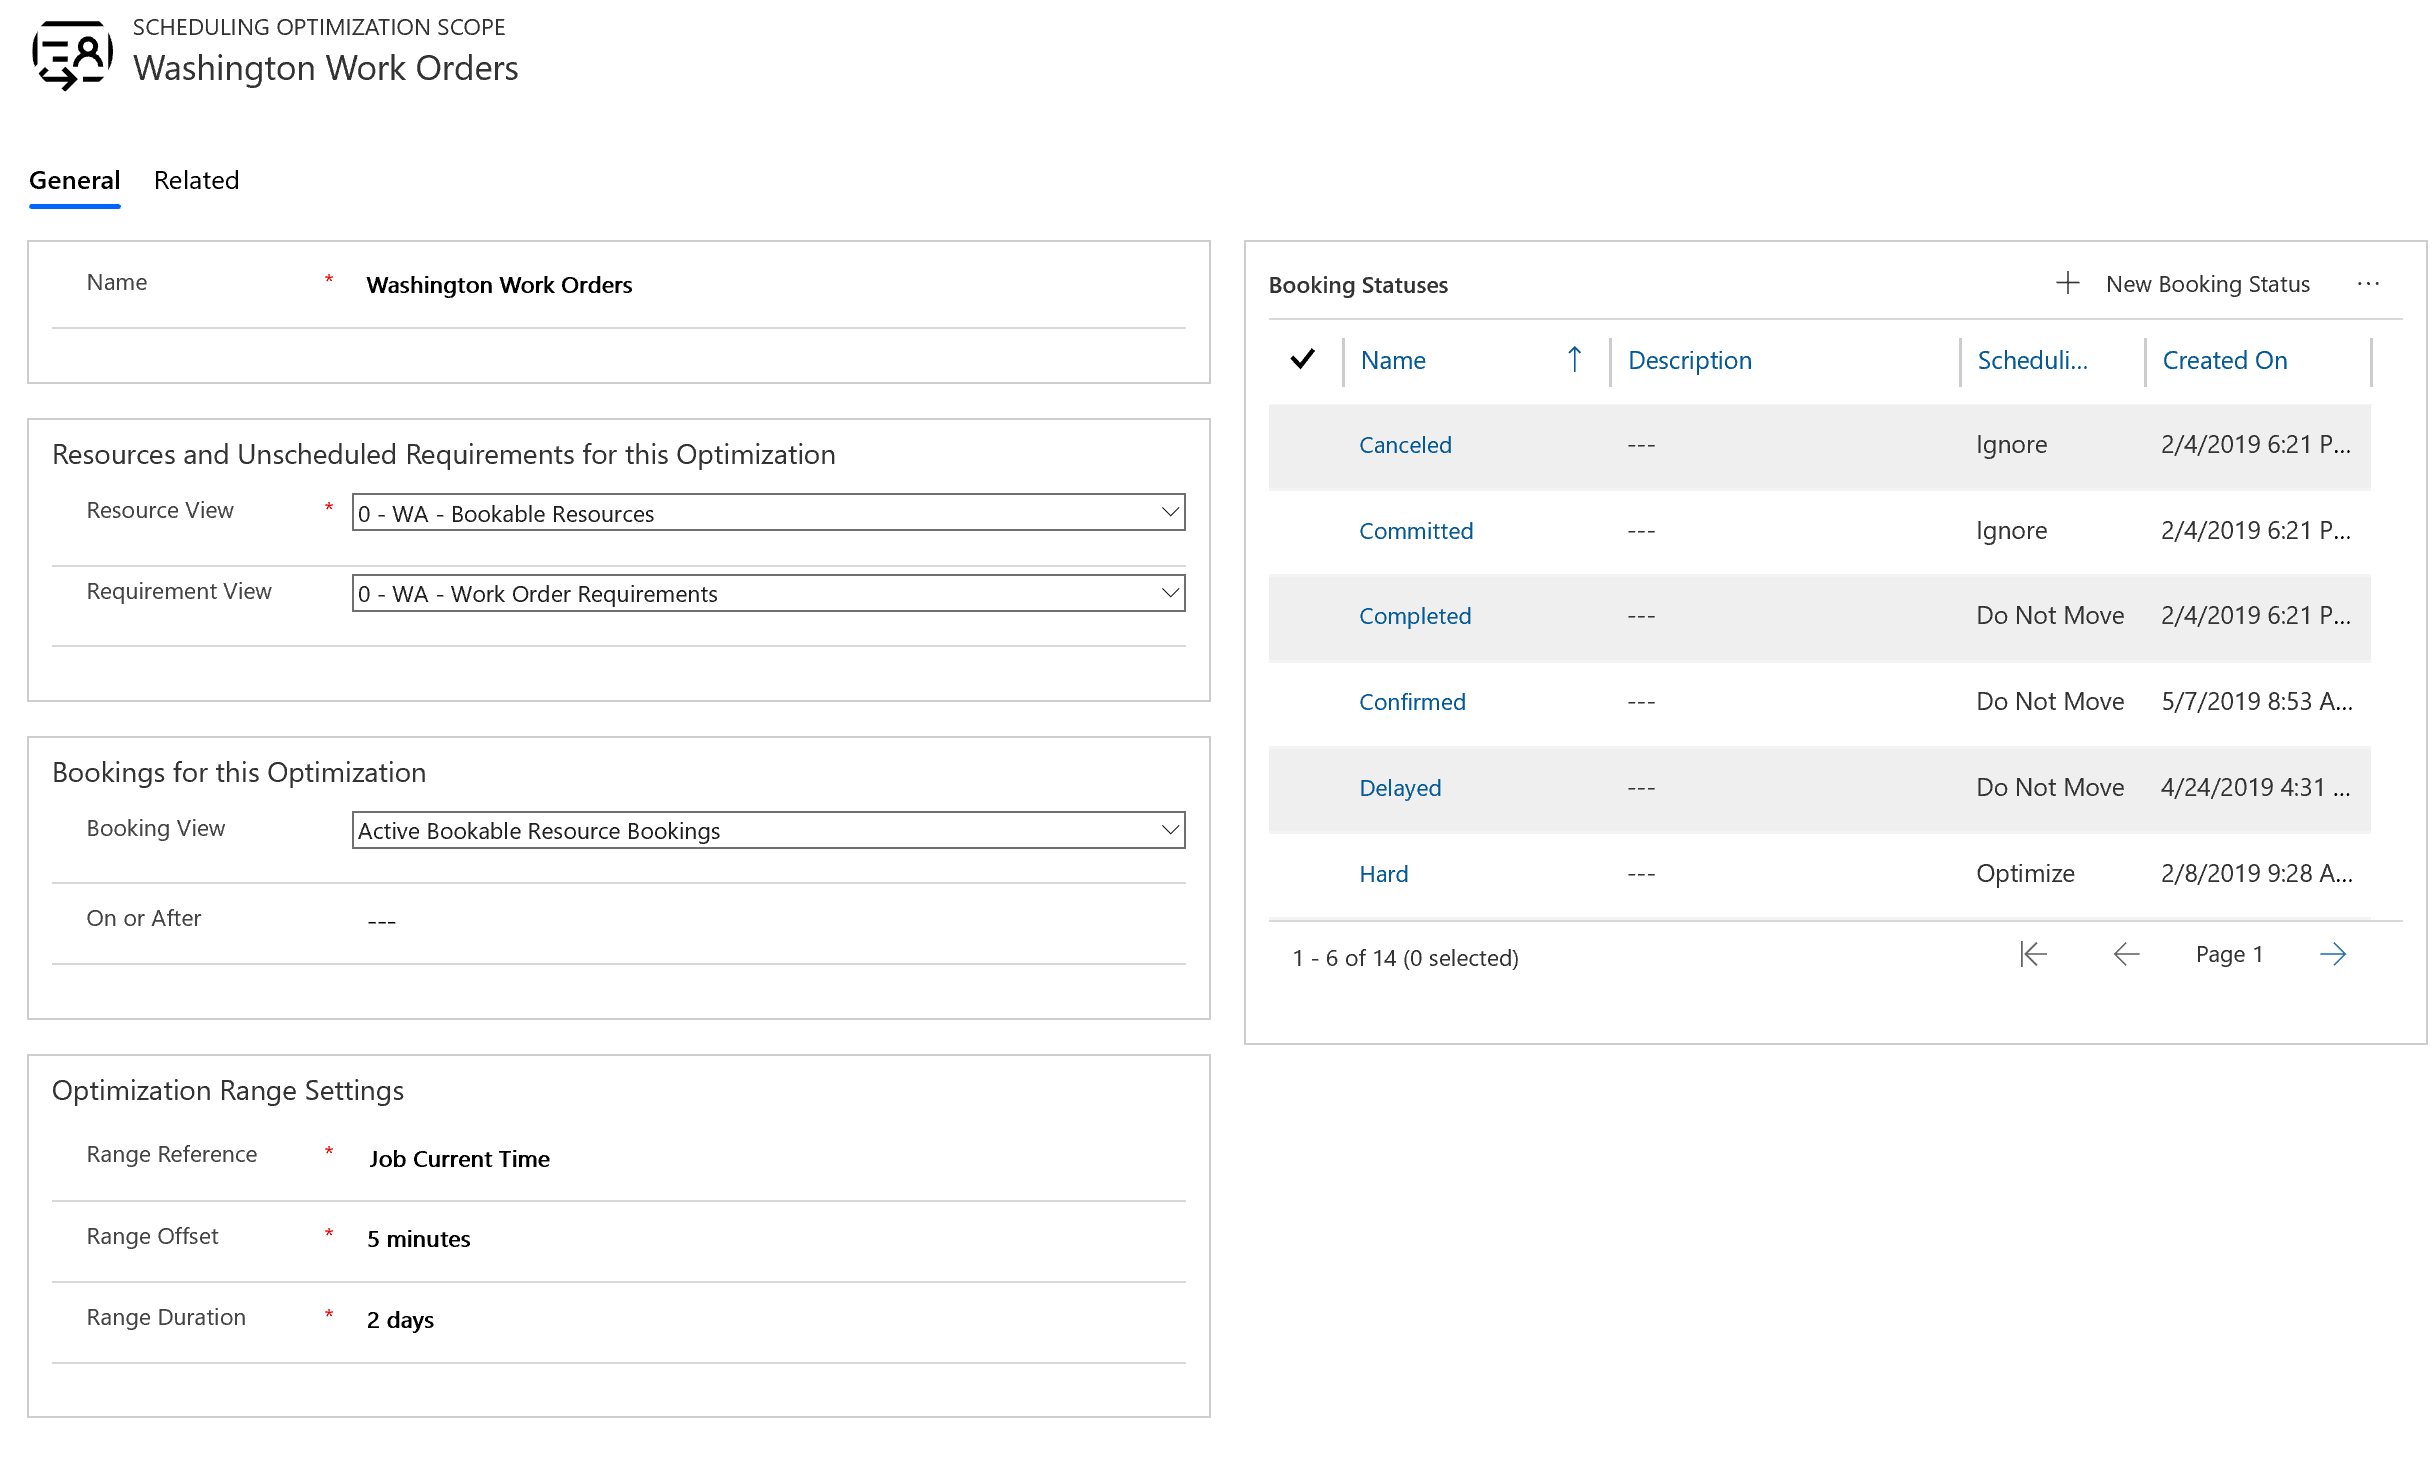 SCHEDULING OPTIMIZATION SCOPE
Washington Work Orders
General Related
Name * Washington Work Orders
Resources and Unscheduled Requirements for this Optimization
Resource View * 0 - WA - Bookable Resources
Requirement View 0 - WA - Work Order Requirements
Bookings for this Optimization
Booking View Active Bookable Resource Bookings
On or After ---
Optimization Range Settings
Range Reference * Job Current Time
Range Offset * 5 minutes
Range Duration * 2 days
Booking Statuses New Booking Status ...
Name Description Scheduli... Created On
Canceled --- Ignore 2/4/2019 6:21 P...
Committed --- Ignore 2/4/2019 6:21 P...
Completed --- Do Not Move 2/4/2019 6:21 P...
Confirmed --- Do Not Move 5/7/2019 8:53 A...
Delayed --- Do Not Move 4/24/2019 4:31 ...
Hard --- Optimize 2/8/2019 9:28 A...
1 - 6 of 14 (0 selected) Page 1